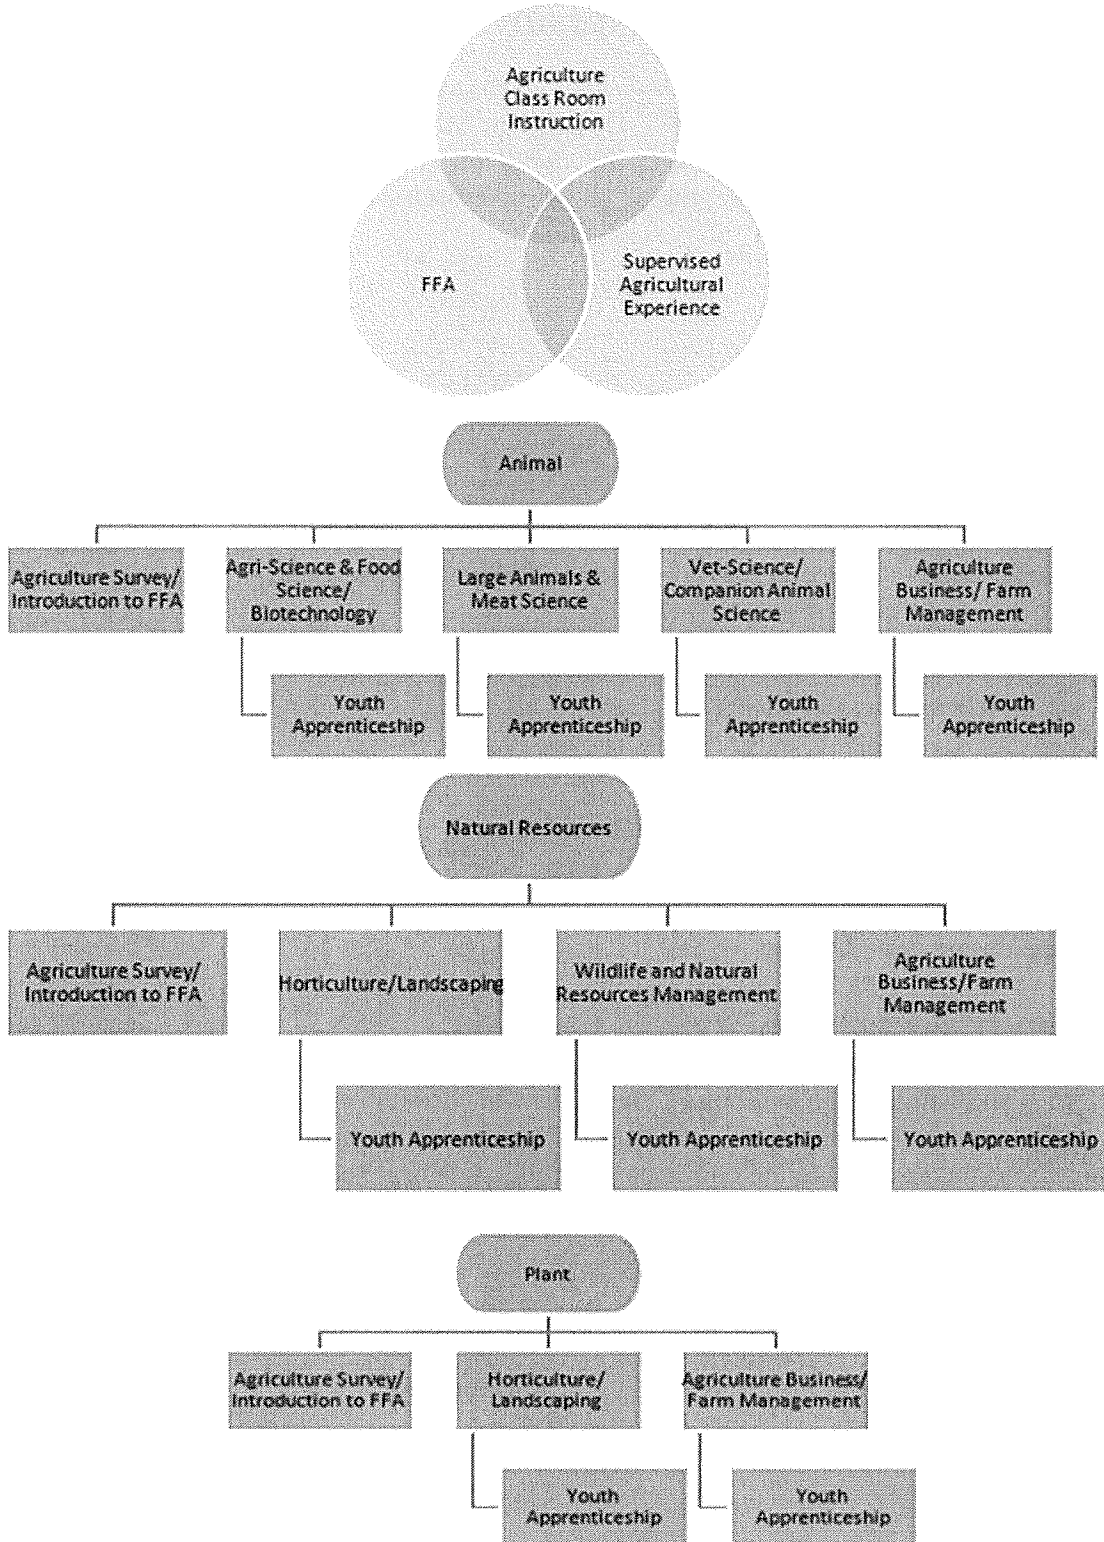 Agriculture
Class Room
Instruction
FFA
Supervised
Agricultural
Experience
Animal
Agriculture Survey/
Introduction to FFA
Agri-Science & Food
Science/
Biotechnology
Large Animals &
Meat Science
Vet-Science/
Companion Animal
Science
Agriculture
Business/ Farm
Management
Youth
Apprenticeship
Youth
Apprenticeship
Youth
Apprenticeship
Youth
Apprenticeship
Natural Resources
Agriculture Survey/
Introduction to FFA
Horticulture/Landscaping
Wildlife and Natural
Resources Management
Agriculture
Business/Farm
Management
Youth Apprenticeship
Youth Apprenticeship
Youth Apprenticeship
Plant
Agriculture Survey/
Introduction to FFA
Horticulture/
Landscaping
Agriculture Business/
Farm Management
Youth
Apprenticeship
Youth
Apprenticeship